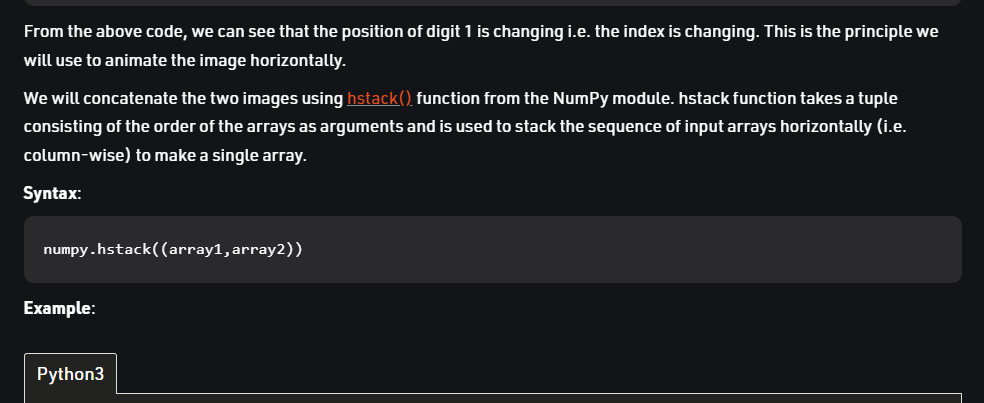 From the above code, we can see that the position of digit 1 is changing i.e. the index is changing. This is the principle we
will use to animate the image horizontally.
We will concatenate the two images using hstack() function from the NumPy module. hstack function takes a tuple
consisting of the order of the arrays as arguments and is used to stack the sequence of input arrays horizontally (i.e.
column-wise) to make a single array.
Syntax:
numpy.hstack((array1,array2))
Example:
Python3